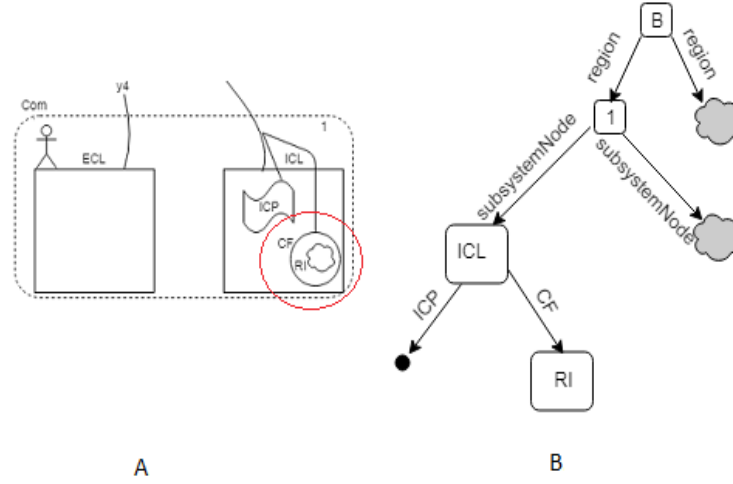 y4
Com
1
ECL
ICL
ICP
CF
RI
A
B
region
region
1
subsystemNode
subsystemNode
ICL
ICP
CF
RI
B